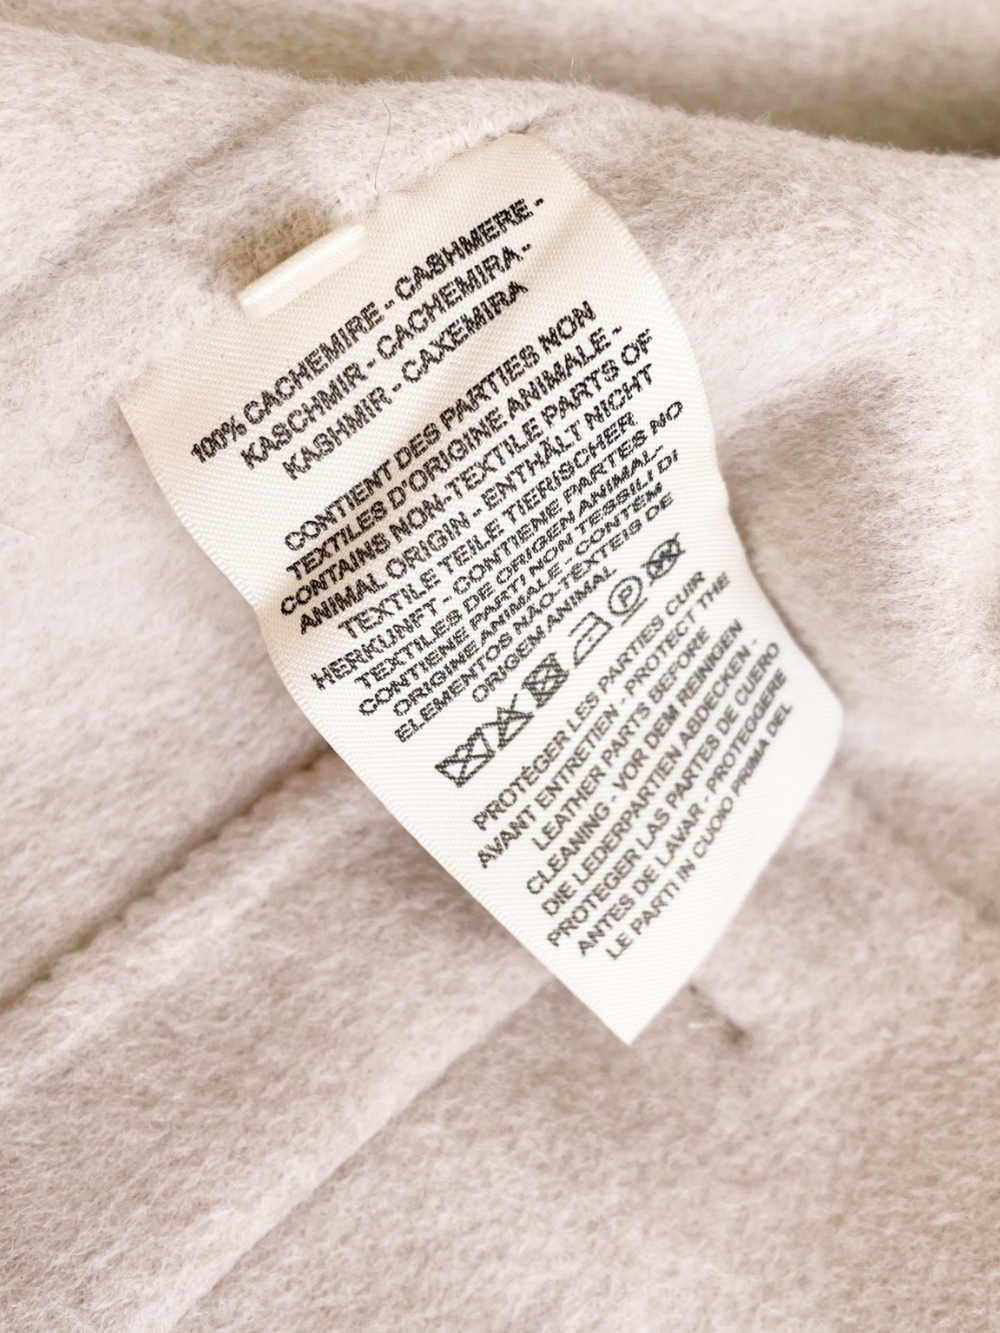 100% CACHEMIRE - CASHMERE -
KASCHMIR - CACHEMIRA -
KASHMIR - CAXEMIRA
CONTIENT DES PARTIES NON
TEXTILES D'ORIGINE ANIMALE -
CONTAINS NON-TEXTILE PARTS OF
ANIMAL ORIGIN - ENTHÄLT NICHT
TEXTILE TEILE TIERISCHER
HERKUNFT - CONTIENE PARTES NO
TEXTILES DE ORIGEN ANIMAL-
CONTIENE PARTI NON TESSILI DI
ORIGINE ANIMALE - CONTÉM
ELEMENTOS NÃO-TÊXTEIS DE
ORIGEM ANIMAL
P
PROTÉGER LES PARTIES CUIR
AVANT ENTRETIEN - PROTECT THE
LEATHER PARTS BEFORE
CLEANING - VOR DEM REINIGEN
DIE LEDERPARTIEN ABDECKEN -
PROTEGER LAS PARTES DE CUERO
ANTES DE LAVAR - PROTEGGERE
LE PARTI IN CUOIO PRIMA DEL